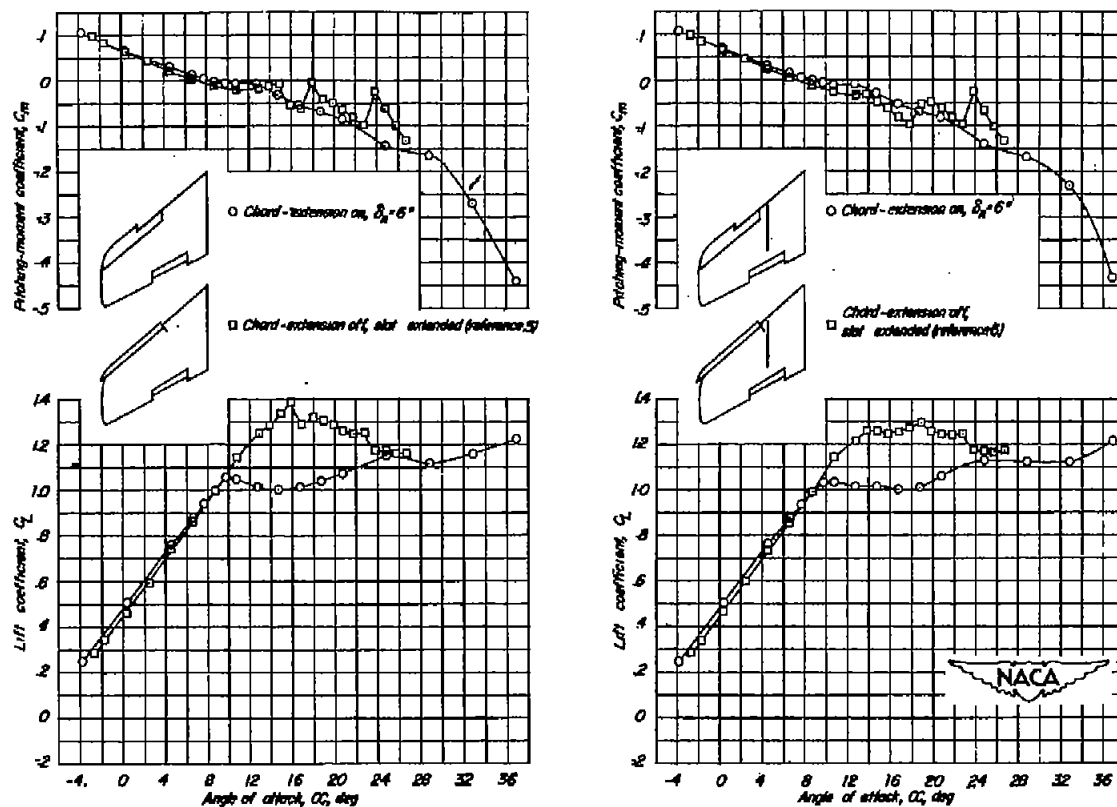 Pitching-moment coefficient, Cm
.1
0
-.1
-.2
-.3
-.4
-.5
Chord-extension on, δn=6°
Chord-extension off, slat extended (reference 5)
Lift coefficient, CL
1.4
1.2
1.0
.8
.6
.4
.2
0
-.2
-4 0 4 8 12 16 20 24 28 32 36
Angle of attack, α, deg
Pitching-moment coefficient, Cm
.1
0
-.1
-.2
-.3
-.4
-.5
Chord-extension on, δn=6°
Chord-extension off,
slat extended (reference 5)
Lift coefficient, CL
1.4
1.2
1.0
.8
.6
.4
.2
0
-.2
-4 0 4 8 12 16 20 24 28 32 36
Angle of attack, α, deg
NACA